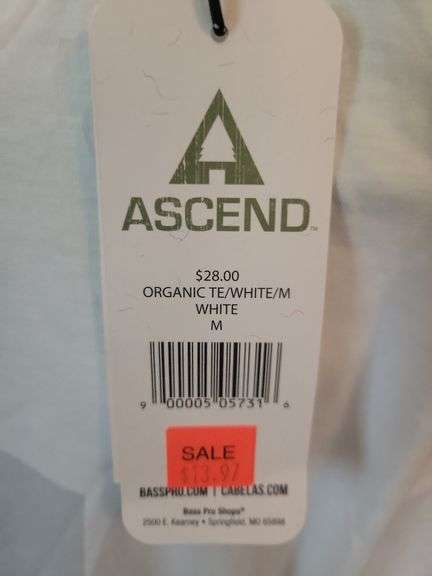 ASCEND™
$28.00
ORGANIC TE/WHITE/M
WHITE
M
9 00005 05731 6
SALE
$13.97
BASSPRO.COM | CABELAS.COM
Bass Pro Shops®
2500 E. Kearney • Springfield, MO 65898